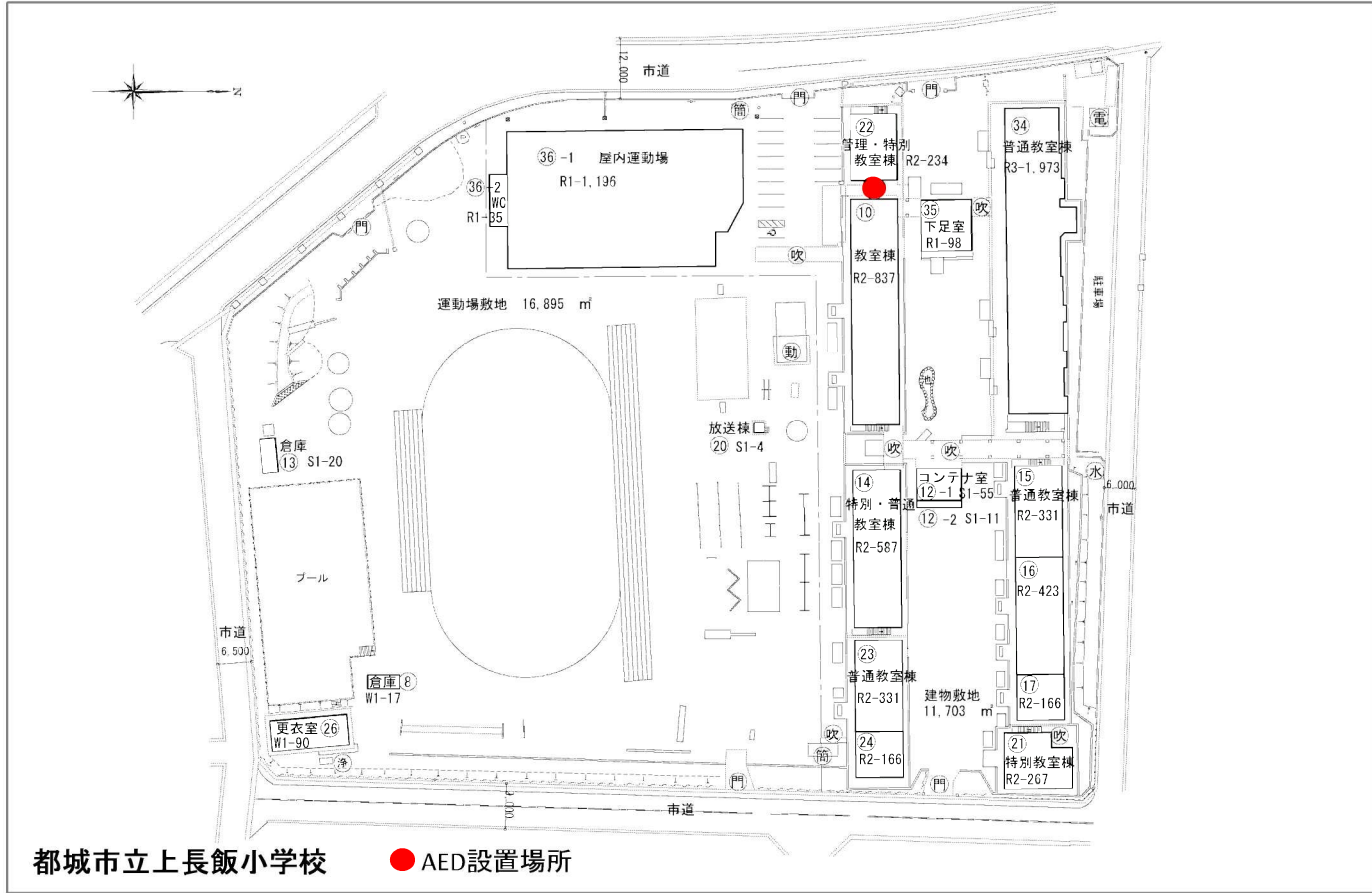 市道
12,000
N
門
簡
門
電
㉒
管理・特別
教室棟 R2-234
㉞
普通教室棟
R3-1,973
㊱-1 屋内運動場
R1-1,196
㊱-2
WC
R1-35
門
⑩
教室棟
R2-837
㉟
下足室
R1-98
吹
吹
駐車場
運動場敷地 16,895 ㎡
動
池
放送棟
⑳ S1-4
倉庫
⑬ S1-20
吹
吹
水
6,000
市道
⑭
特別・普通
教室棟
R2-587
コンテナ室
⑫-1 S1-55
⑫-2 S1-11
⑮
普通教室棟
R2-331
⑯
R2-423
プール
市道
6,500
倉庫⑧
W1-17
㉓
普通教室棟
R2-331
建物敷地
11,703 ㎡
⑰
R2-166
更衣室㉖
W1-90
浄
吹
簡
㉔
R2-166
㉑
吹
特別教室棟
R2-267
門
門
市道
都城市立上長飯小学校
AED設置場所